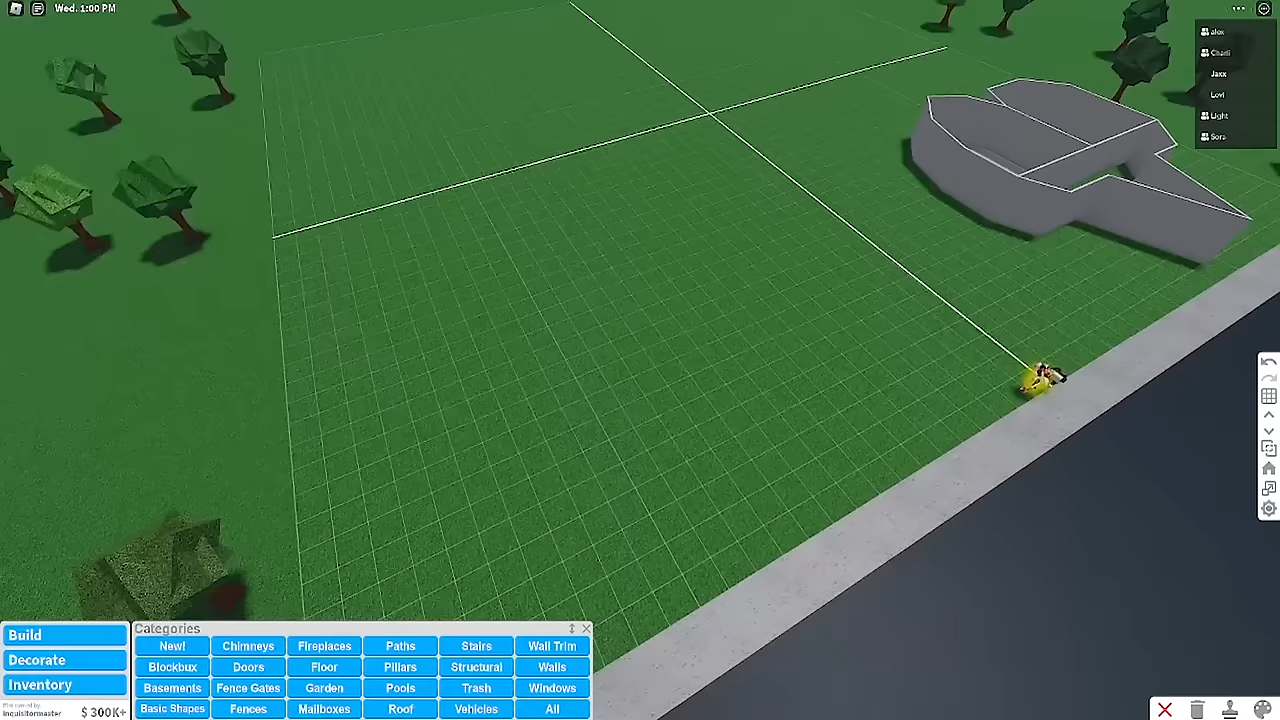 Wed. 1:00 PM
alex
Charli
Jaxx
Lovi
Light
Sora
Build
Decorate
Inventory
Inquisitormaster
$ 300K+
Categories
New! Chimneys Fireplaces Paths Stairs Wall Trim
Blockbux Doors Floor Pillars Structural Walls
Basements Fence Gates Garden Pools Trash Windows
Basic Shapes Fences Mailboxes Roof Vehicles All